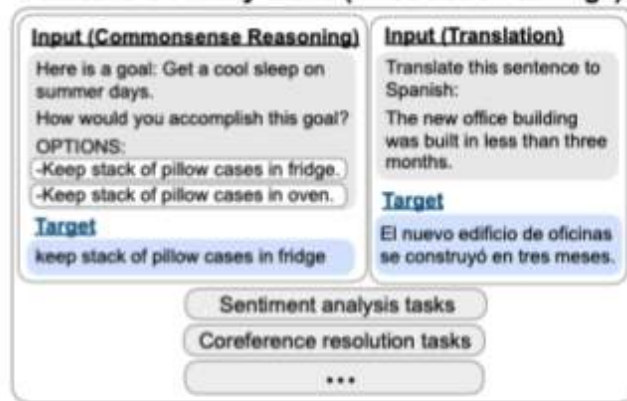 Input (Commonsense Reasoning)
Here is a goal: Get a cool sleep on
summer days.
How would you accomplish this goal?
OPTIONS:
-Keep stack of pillow cases in fridge.
-Keep stack of pillow cases in oven.
Target
keep stack of pillow cases in fridge
Input (Translation)
Translate this sentence to
Spanish:
The new office building
was built in less than three
months.
Target
El nuevo edificio de oficinas
se construyó en tres meses.
Sentiment analysis tasks
Coreference resolution tasks
...